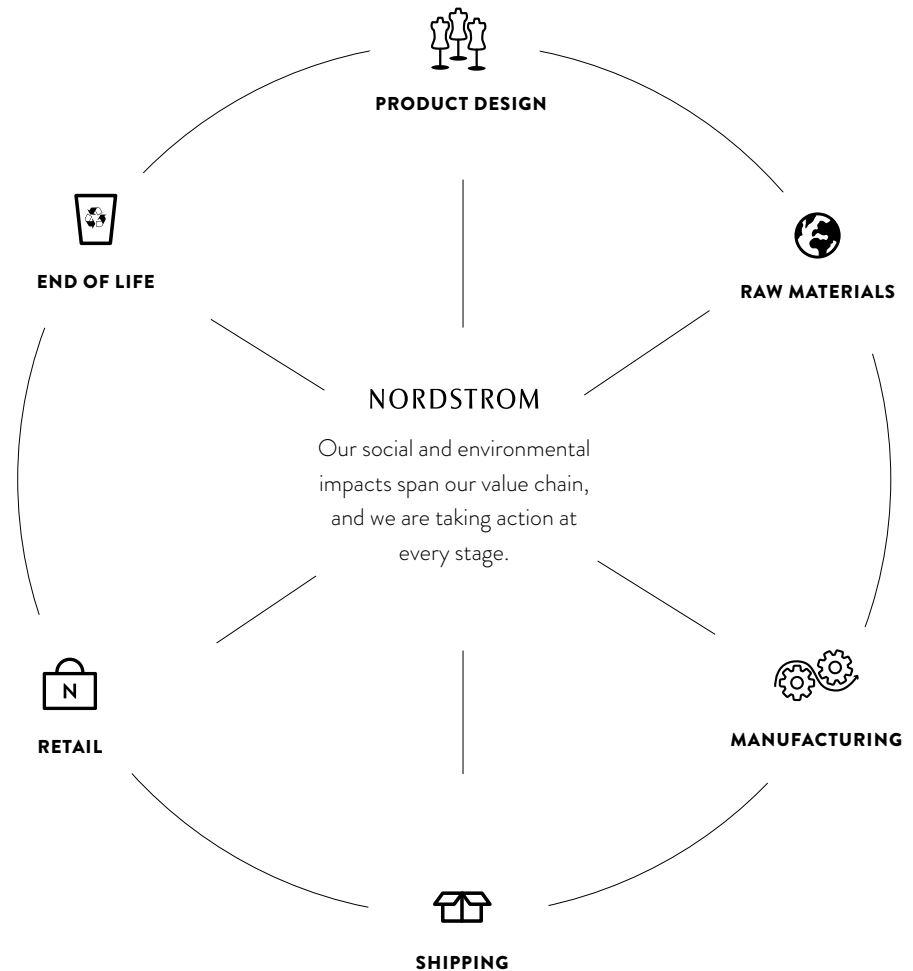 PRODUCT DESIGN
END OF LIFE
RAW MATERIALS
NORDSTROM
Our social and environmental
impacts span our value chain,
and we are taking action at
every stage.
N
RETAIL
MANUFACTURING
SHIPPING